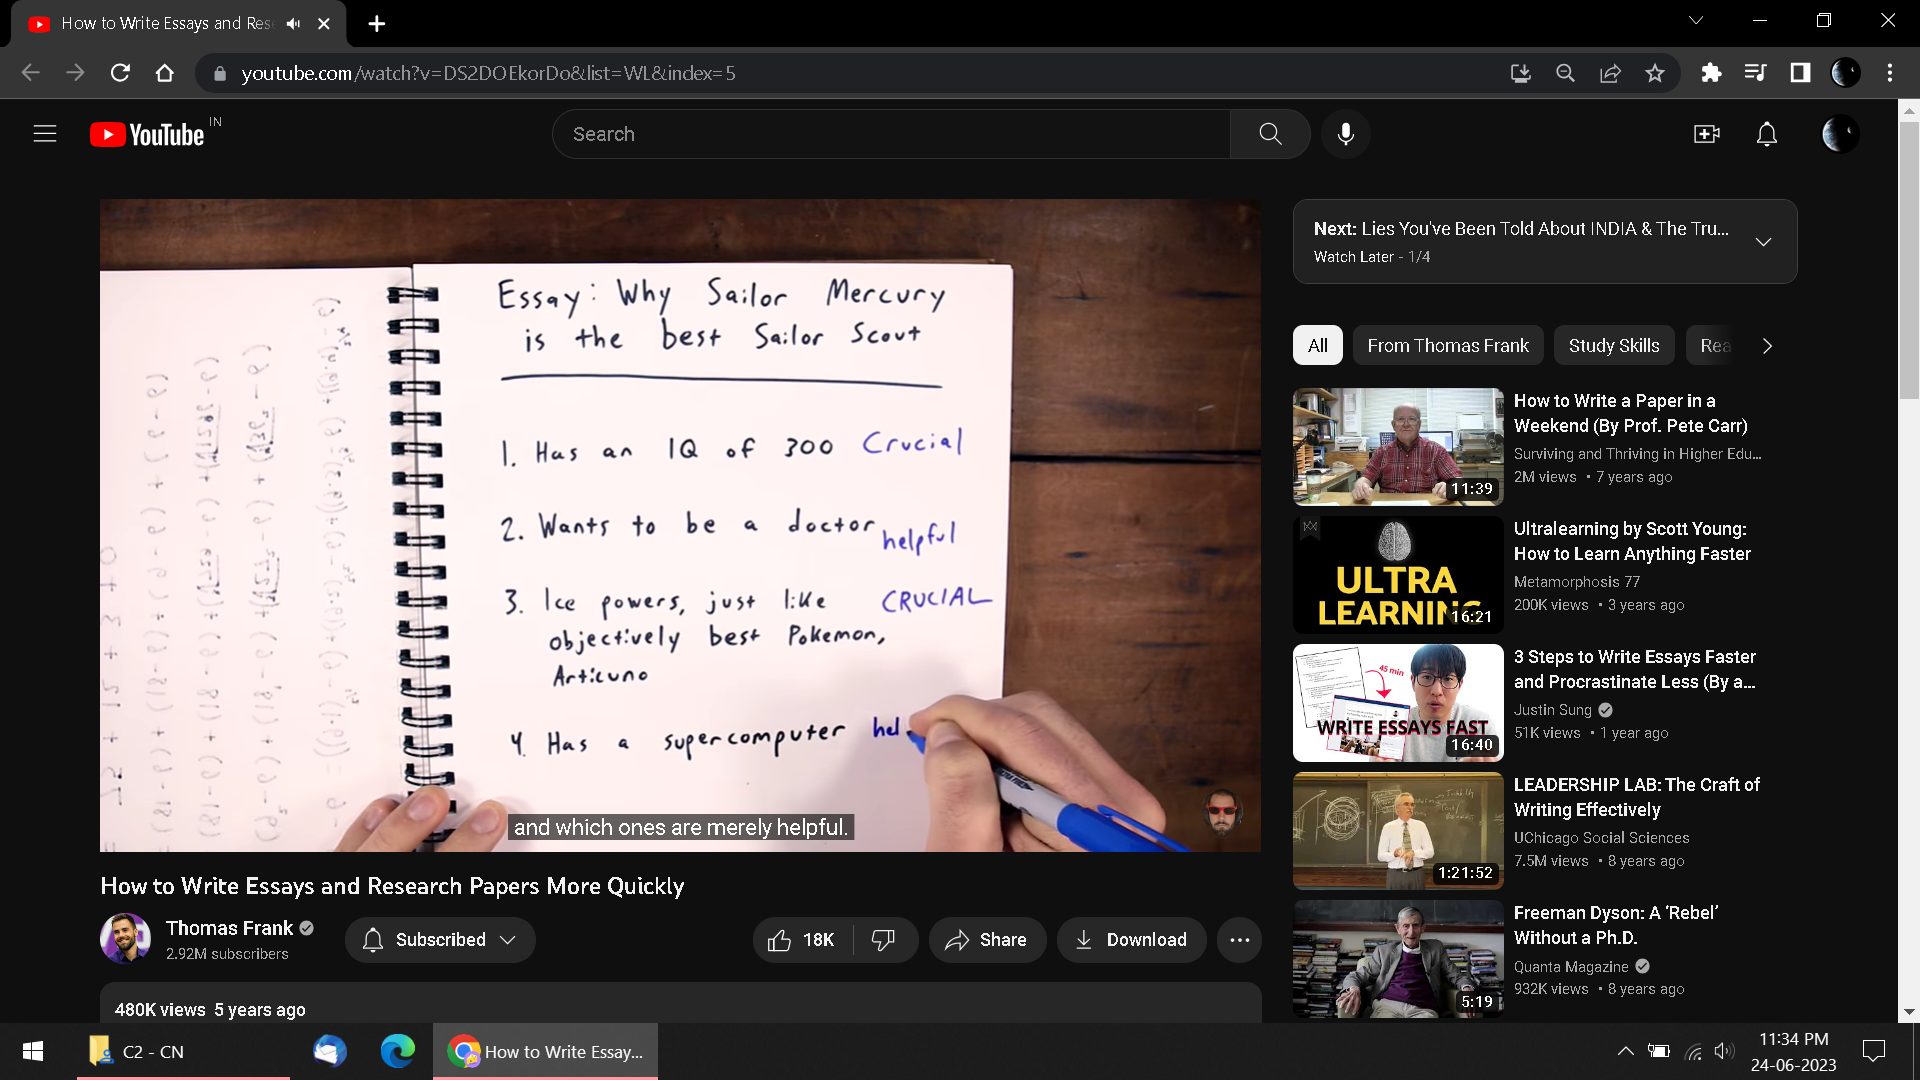 How to Write Essays and Rese
youtube.com/watch?v=DS2DOEkorDo&list=WL&index=5
YouTube IN
Search
Essay: Why Sailor Mercury
is the best Sailor Scout
1. Has an IQ of 300 Crucial
2. Wants to be a doctor helpful
3. Ice powers, just like CRUCIAL
objectively best Pokemon,
Articuno
4. Has a supercomputer hel
and which ones are merely helpful.
How to Write Essays and Research Papers More Quickly
Thomas Frank
2.92M subscribers
Subscribed
18K
Share
Download
480K views 5 years ago
Next: Lies You've Been Told About INDIA & The Tru...
Watch Later - 1/4
All
From Thomas Frank
Study Skills
Rea
11:39
How to Write a Paper in a
Weekend (By Prof. Pete Carr)
Surviving and Thriving in Higher Edu...
2M views • 7 years ago
ULTRA
LEARNING
16:21
Ultralearning by Scott Young:
How to Learn Anything Faster
Metamorphosis 77
200K views • 3 years ago
45 min
WRITE ESSAYS FAST
16:40
3 Steps to Write Essays Faster
and Procrastinate Less (By a...
Justin Sung
51K views • 1 year ago
1:21:52
LEADERSHIP LAB: The Craft of
Writing Effectively
UChicago Social Sciences
7.5M views • 8 years ago
5:19
Freeman Dyson: A ‘Rebel’
Without a Ph.D.
Quanta Magazine
932K views • 8 years ago
C2 - CN
How to Write Essay...
11:34 PM
24-06-2023